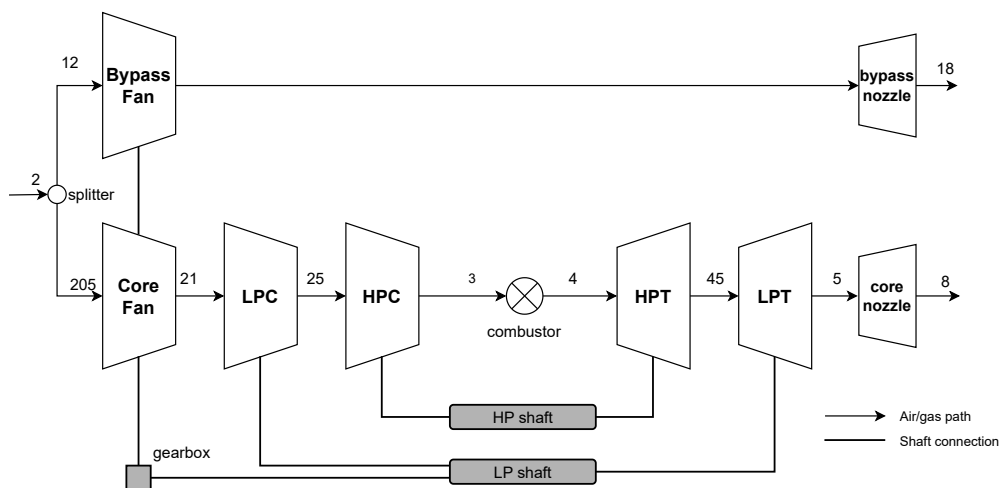 12
Bypass
Fan
bypass
nozzle
18
2
splitter
205
Core
Fan
21
LPC
25
HPC
3
combustor
4
HPT
45
LPT
5
core
nozzle
8
HP shaft
Air/gas path
gearbox
LP shaft
Shaft connection